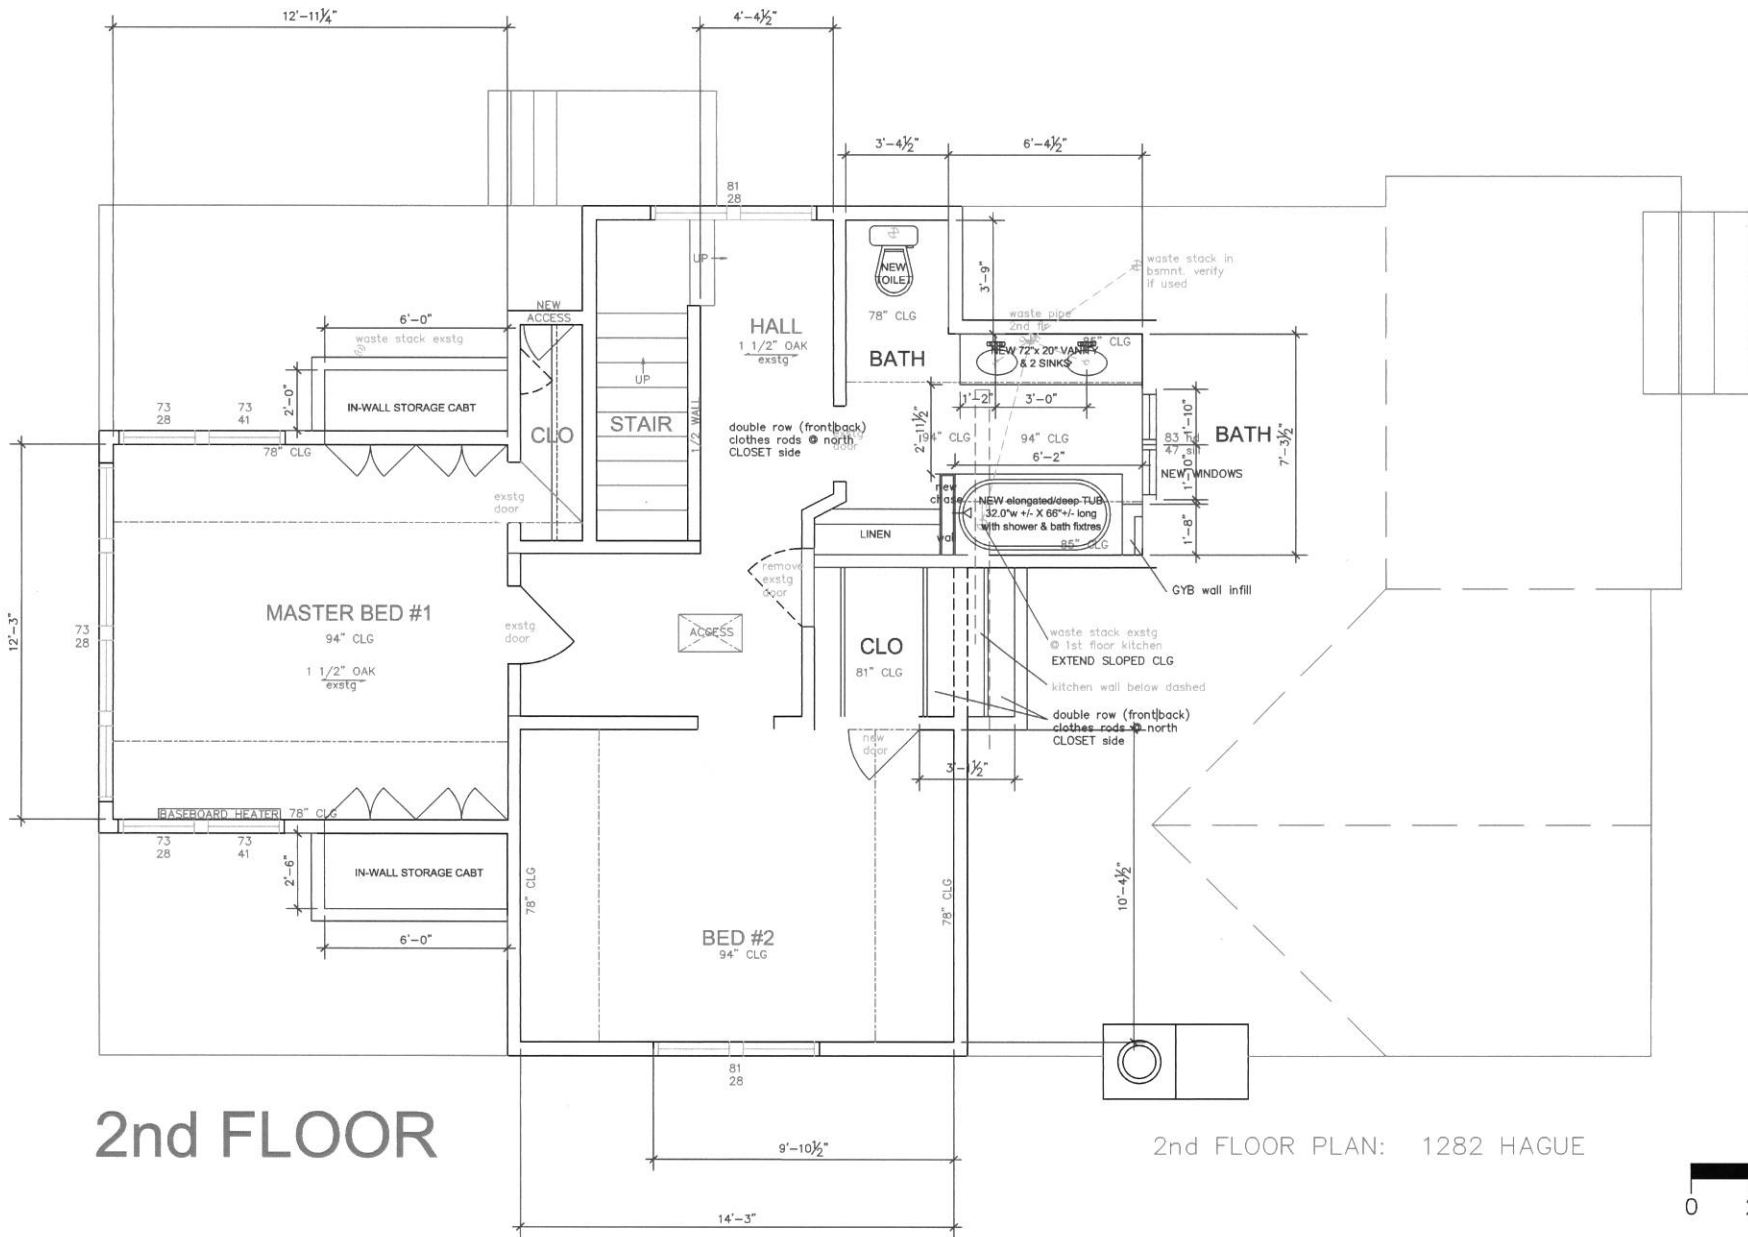 12'-11¼"
4'-4½"
3'-4½"
6'-4½"
81
28
UP
NEW
TOILET
3'-9"
waste stack in
bsmnt. verify
if used
NEW
ACCESS
6'-0"
waste stack exstg
HALL
1 1/2" OAK
exstg
78" CLG
waste pipe
2nd flr
BATH
85" CLG
NEW 72"x 20" VANITY
& 2 SINKS
UP
2'-0"
IN-WALL STORAGE CABT
1'-2"
3'-0"
1'-10"
73
28
73
41
78" CLG
CLO
STAIR
1/2 WALL
double row (front|back)
clothes rods @ north
CLOSET side
exstg
door
2'-11½"
94" CLG
94" CLG
83 hd
47 sill
BATH
7'-3½"
6'-2"
1'-10"
NEW WINDOWS
exstg
door
new
chase
NEW elongated/deep TUB
32.0"w +/- X 66"+/- long
with shower & bath fixtres
85" CLG
1'-8"
LINEN
wal
remove
exstg
door
GYB wall infill
12'-3"
73
28
MASTER BED #1
94" CLG
1 1/2" OAK
exstg
exstg
door
ACCESS
CLO
81" CLG
waste stack exstg
@ 1st floor kitchen
EXTEND SLOPED CLG
kitchen wall below dashed
double row (front|back)
clothes rods @ north
CLOSET side
new
door
3'-1½"
BASEBOARD HEATER
78" CLG
73
28
73
41
2'-6"
IN-WALL STORAGE CABT
6'-0"
78" CLG
78" CLG
10'-4½"
BED #2
94" CLG
81
28
2nd FLOOR
9'-10½"
2nd FLOOR PLAN: 1282 HAGUE
14'-3"
0